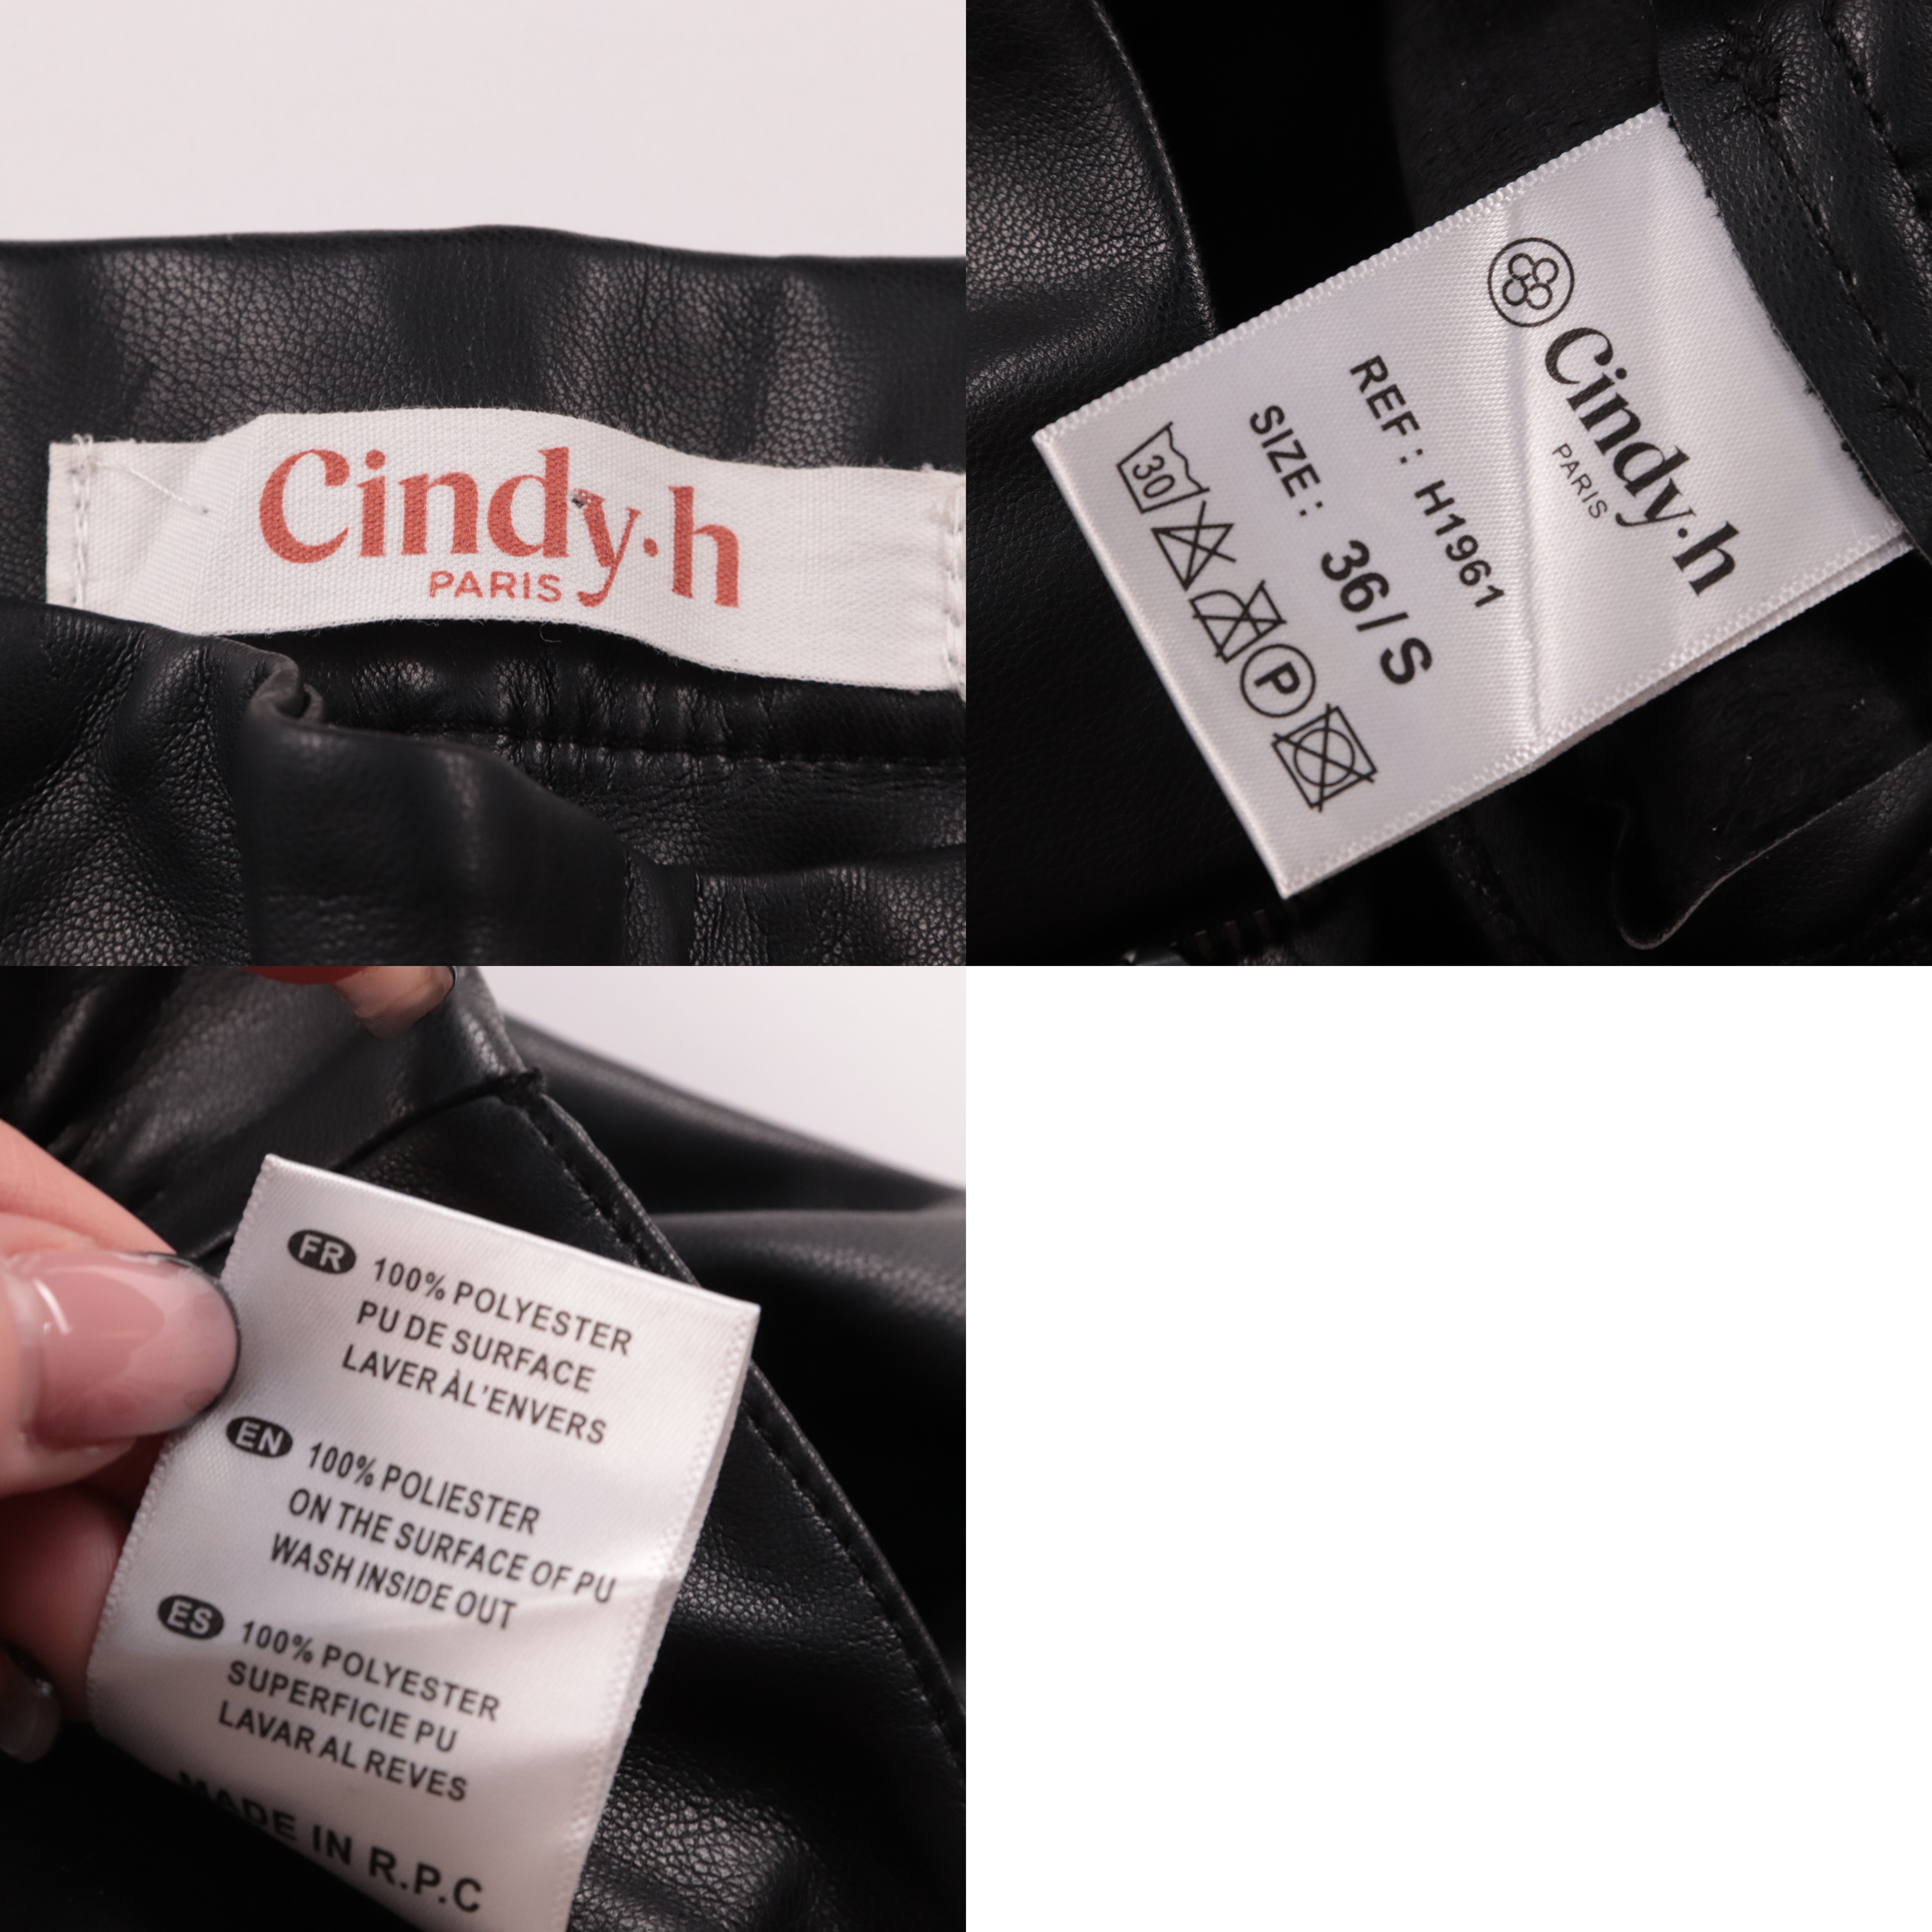 Cindy.h
PARIS
Cindy.h
PARIS
REF : H1961
SIZE : 36/S
30
P
FR 100% POLYESTER
PU DE SURFACE
LAVER ÀL'ENVERS
EN 100% POLIESTER
ON THE SURFACE OF PU
WASH INSIDE OUT
ES 100% POLYESTER
SUPERFICIE PU
LAVAR AL REVES
MADE IN R.P.C